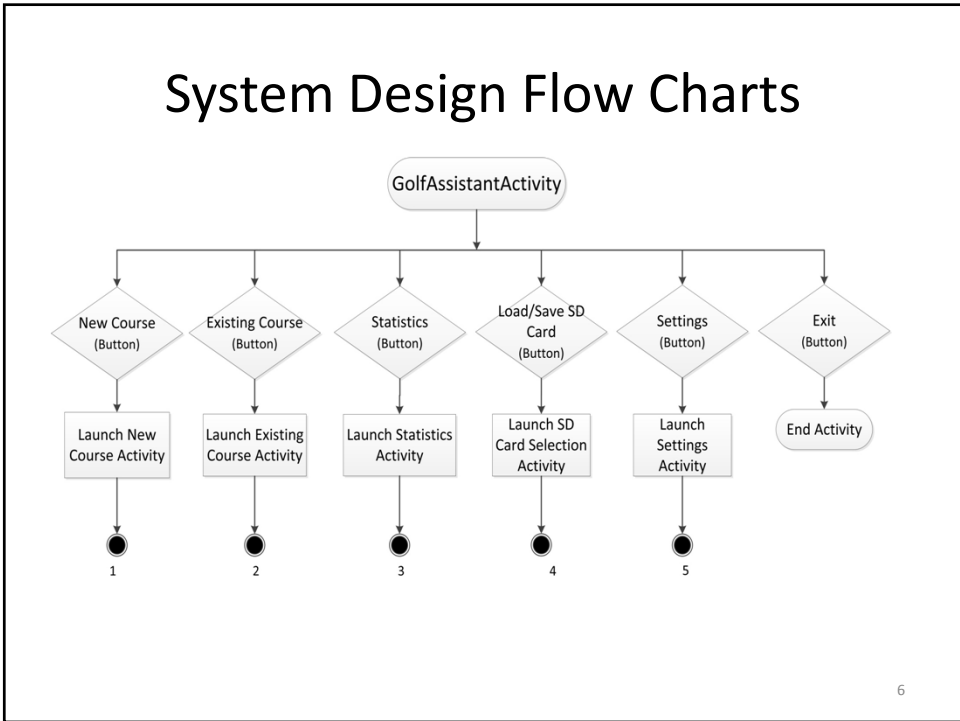 System Design Flow Charts
GolfAssistantActivity
New Course
(Button)
Existing Course
(Button)
Statistics
(Button)
Load/Save SD
Card
(Button)
Settings
(Button)
Exit
(Button)
Launch New
Course Activity
Launch Existing
Course Activity
Launch Statistics
Activity
Launch SD
Card Selection
Activity
Launch
Settings
Activity
End Activity
1
2
3
4
5
6